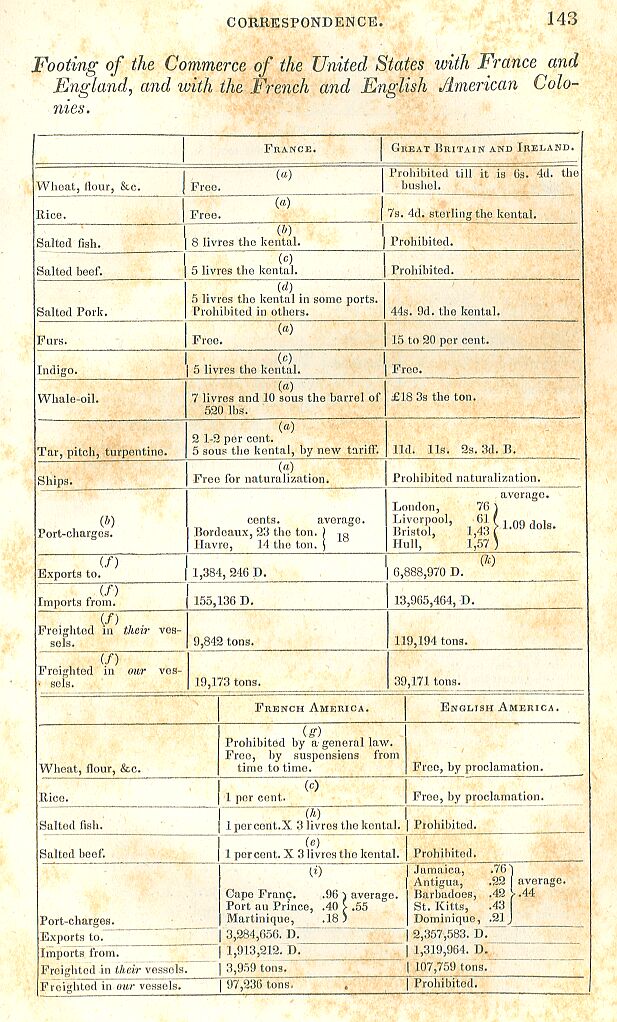 CORRESPONDENCE. 143
Footing of the Commerce of the United States with France and
England, and with the French and English American Colo-
nies.
FRANCE. GREAT BRITAIN AND IRELAND.
Wheat, flour, &c. (a) Free. Prohibited till it is 6s. 4d. the
bushel.
Rice. (a) Free. 7s. 4d. sterling the kental.
Salted fish. (b) 8 livres the kental. Prohibited.
Salted beef. (c) 5 livres the kental. Prohibited.
(d)
5 livres the kental in some ports.
Salted Pork. Prohibited in others. 44s. 9d. the kental.
Furs. (a) Free. 15 to 20 per cent.
Indigo. (c) 5 livres the kental. Free.
(a)
Whale-oil. 7 livres and 10 sous the barrel of £18 3s the ton.
520 lbs.
(a)
2 1-2 per cent.
Tar, pitch, turpentine. 5 sous the kental, by new tariff. 11d. 11s. 2s. 3d. B.
Ships. (a) Free for naturalization. Prohibited naturalization.
average.
London, 76
(b) cents. average. Liverpool, 61
Port-charges. Bordeaux, 23 the ton. 18 Bristol, 1,43 1.09 dols.
Havre, 14 the ton. Hull, 1,57
(f) (k)
Exports to. 1,384, 246 D. 6,888,970 D.
(f)
Imports from. 155,136 D. 13,965,464, D.
(f)
Freighted in their ves-
sels. 9,842 tons. 119,194 tons.
(f)
Freighted in our ves-
sels. 19,173 tons. 39,171 tons.
FRENCH AMERICA. ENGLISH AMERICA.
(g)
Prohibited by a general law.
Free, by suspensiens from
Wheat, flour, &c. time to time. Free, by proclamation.
(c)
Rice. 1 per cent. Free, by proclamation.
(h)
Salted fish. 1 per cent. X 3 livres the kental. Prohibited.
(e)
Salted beef. 1 per cent. X 3 livres the kental. Prohibited.
(i) Jamaica, .76
Antigua, .22 average.
Cape Franç. .96 average. Barbadoes, .42 .44
Port au Prince, .40 .55 St. Kitts, .43
Port-charges. Martinique, .18 Dominique, .21
Exports to. 3,284,656. D. 2,357,583. D.
Imports from. 1,913,212. D. 1,319,964. D.
Freighted in their vessels. 3,959 tons. 107,759 tons.
Freighted in our vessels. 97,236 tons. Prohibited.